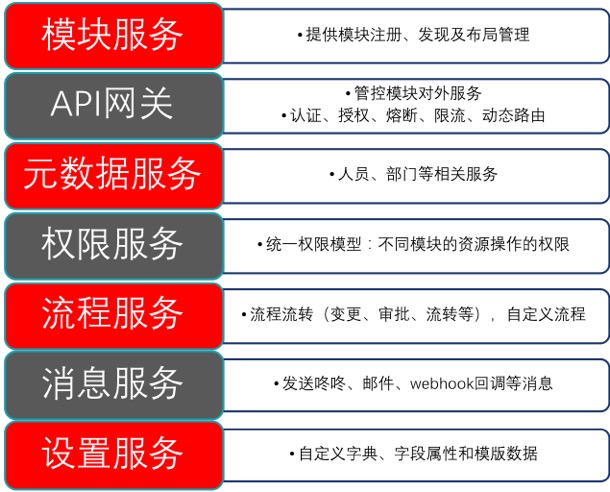 模块服务
•提供模块注册、发现及布局管理
API网关
•管控模块对外服务
•认证、授权、熔断、限流、动态路由
元数据服务
•人员、部门等相关服务
权限服务
•统一权限模型：不同模块的资源操作的权限
流程服务
•流程流转（变更、审批、流转等），自定义流程
消息服务
•发送咚咚、邮件、webhook回调等消息
设置服务
•自定义字典、字段属性和模版数据